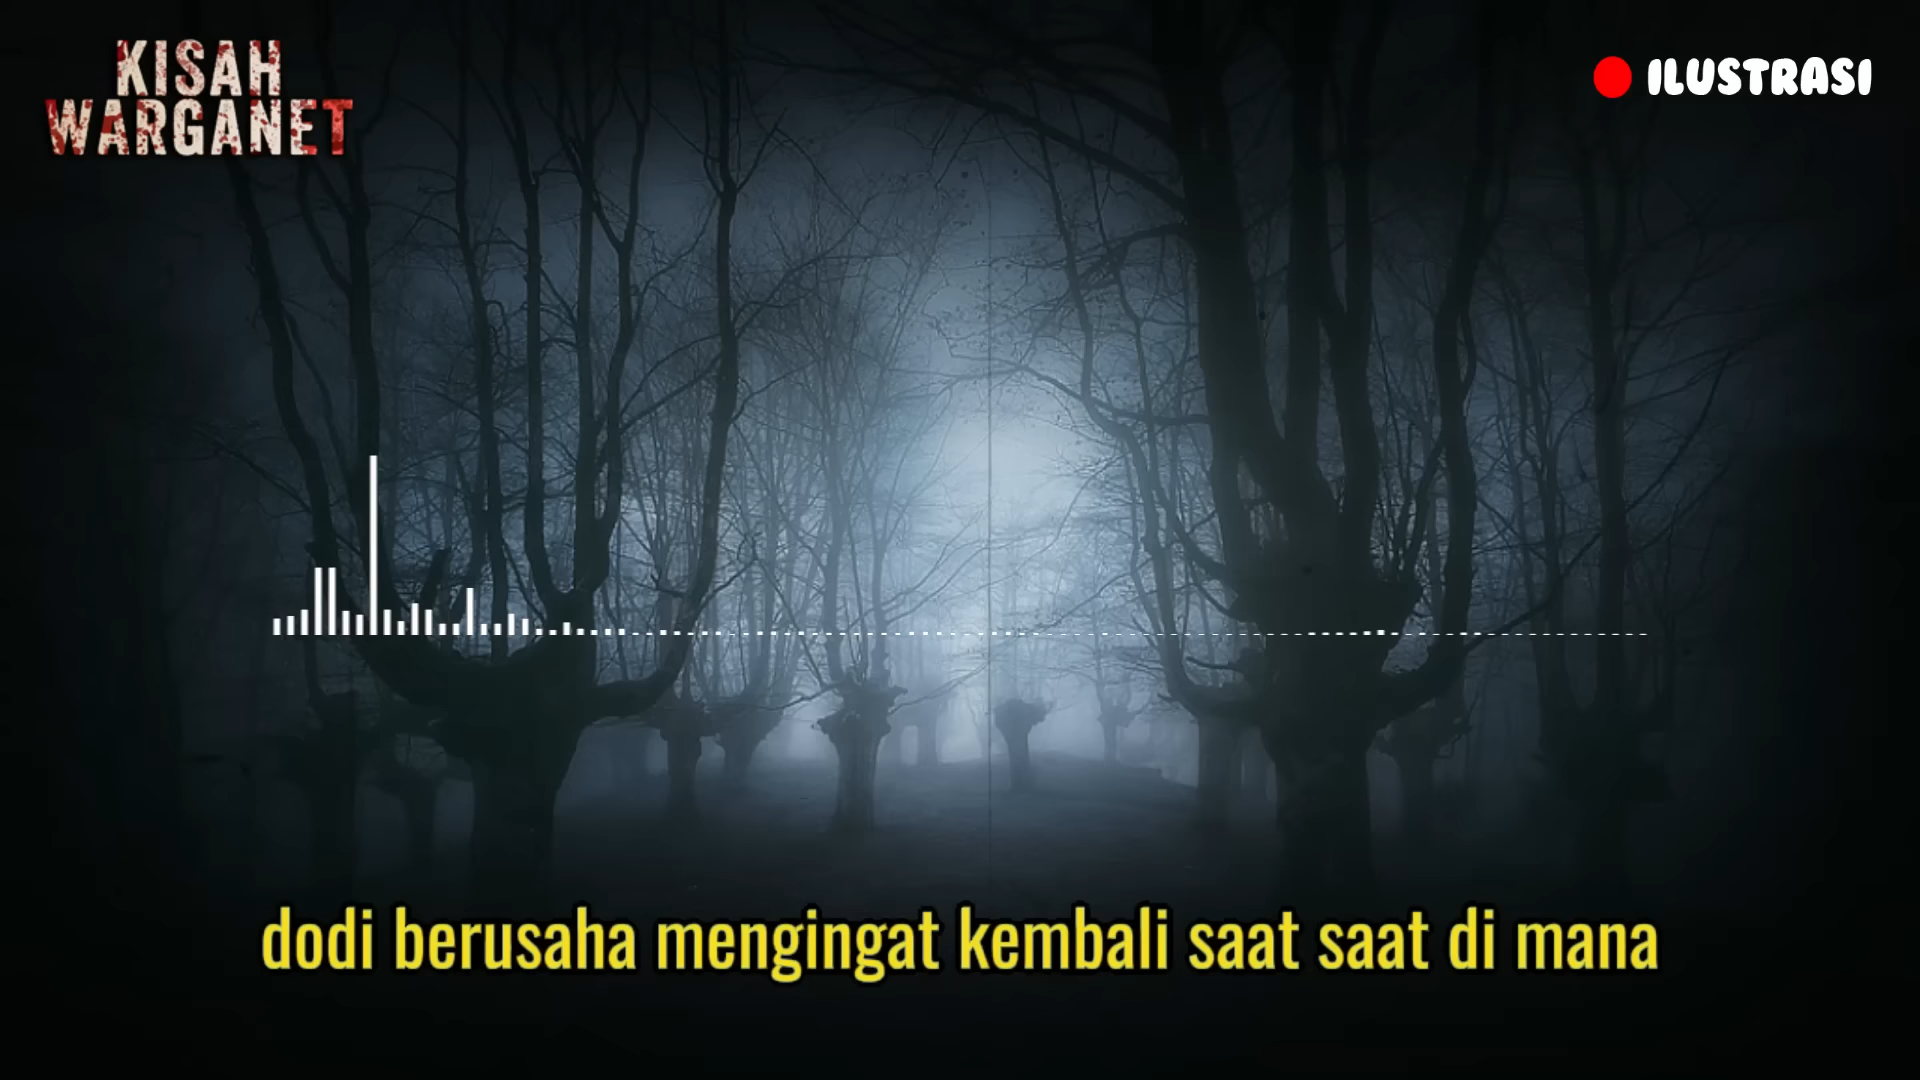 KISAH
WARGANET
ILUSTRASI
dodi berusaha mengingat kembali saat saat di mana